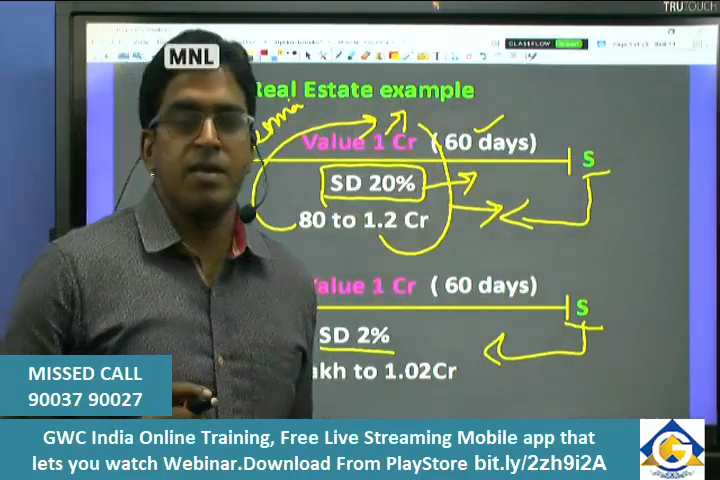 TRUTOUCH
MNL
CLASSFLOW
Real Estate example
Value 1 Cr ( 60 days) S
SD 20%
80 to 1.2 Cr
Value 1 Cr ( 60 days) S
SD 2%
akh to 1.02Cr
MISSED CALL
90037 90027
GWC India Online Training, Free Live Streaming Mobile app that
lets you watch Webinar.Download From PlayStore bit.ly/2zh9i2A